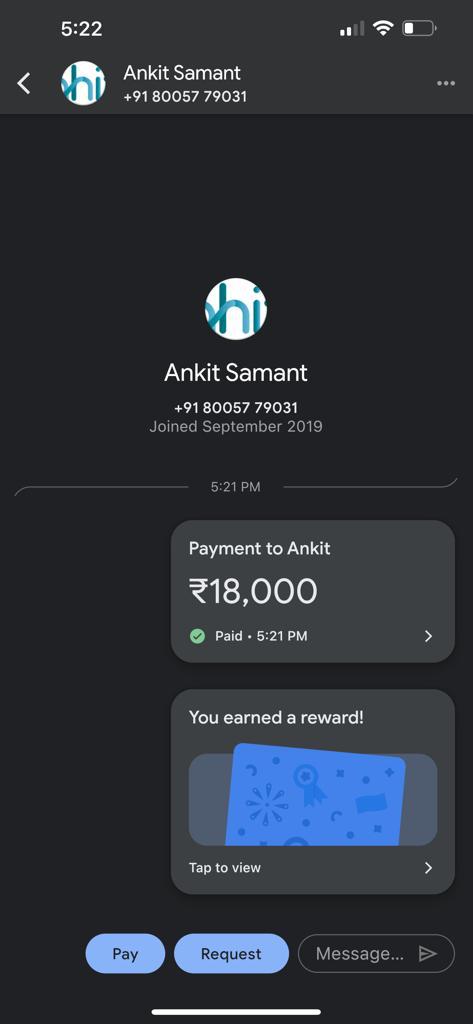 5:22
Ankit Samant
+91 80057 79031
hi
Ankit Samant
+91 80057 79031
Joined September 2019
5:21 PM
Payment to Ankit
₹18,000
Paid • 5:21 PM
You earned a reward!
Tap to view
Pay
Request
Message...